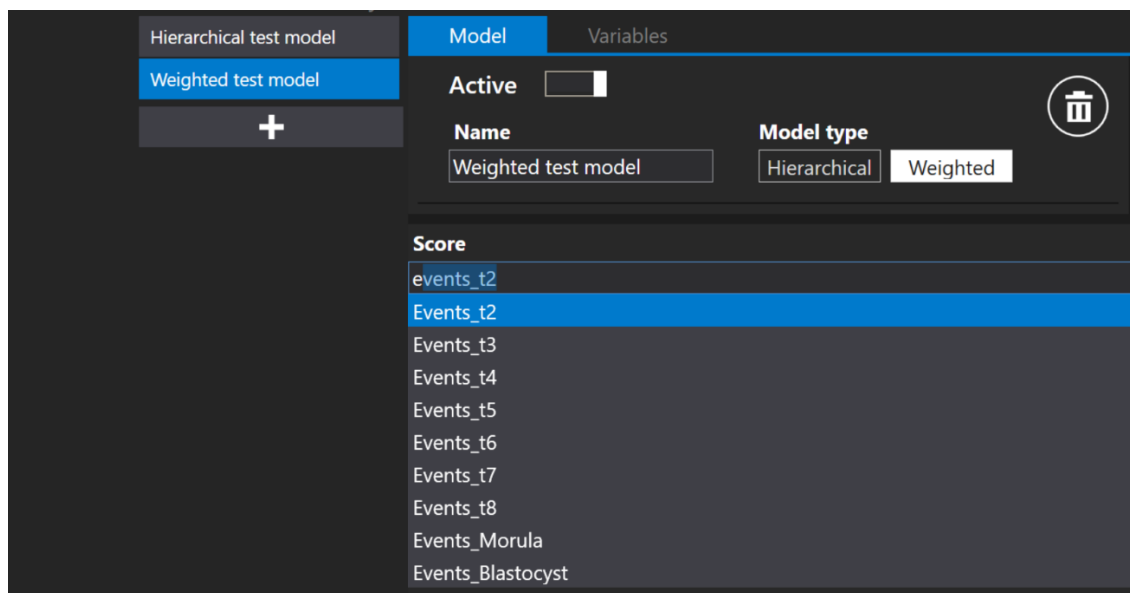 Hierarchical test model
Weighted test model
Model Variables
Active
Name Model type
Weighted test model Hierarchical Weighted
Score
events_t2
Events_t2
Events_t3
Events_t4
Events_t5
Events_t6
Events_t7
Events_t8
Events_Morula
Events_Blastocyst